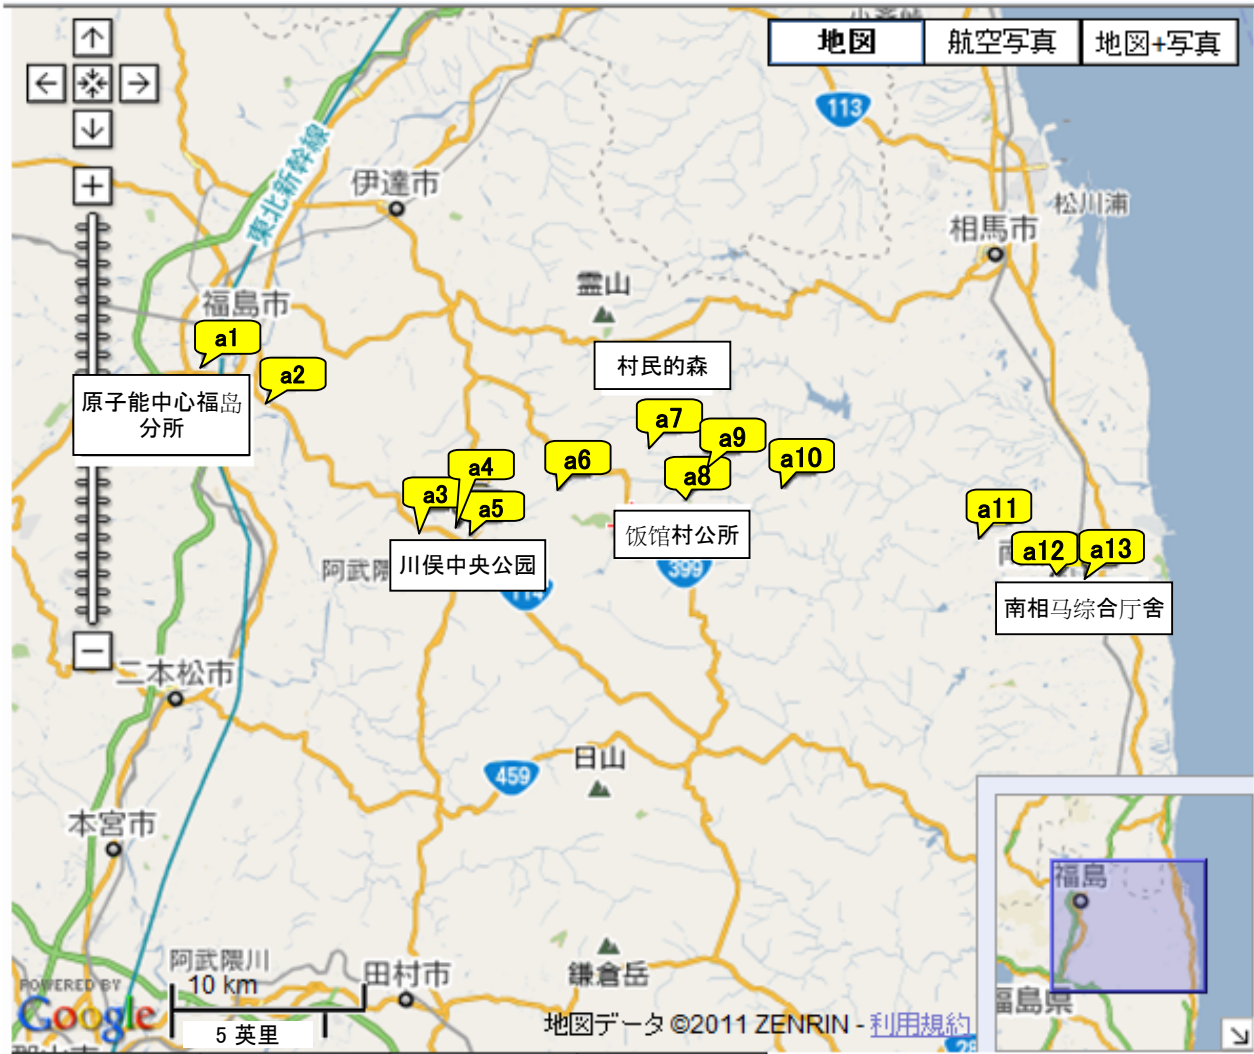 地図
航空写真
地図+写真
113
東北新幹線
伊達市
松川浦
相馬市
霊山
福島市
a1
a2
村民的森
原子能中心福岛
分所
a7
a9
a4
a6
a10
a8
a3
a5
a11
饭馆村公所
a12
a13
川俣中央公园
阿武隈
399
114
南相马综合厅舍
二本松市
日山
459
本宮市
福島
阿武隈川
10 km
田村市
鎌倉岳
POWERED BY
Google
5 英里
地図データ ©2011 ZENRIN - 利用規約
福島県